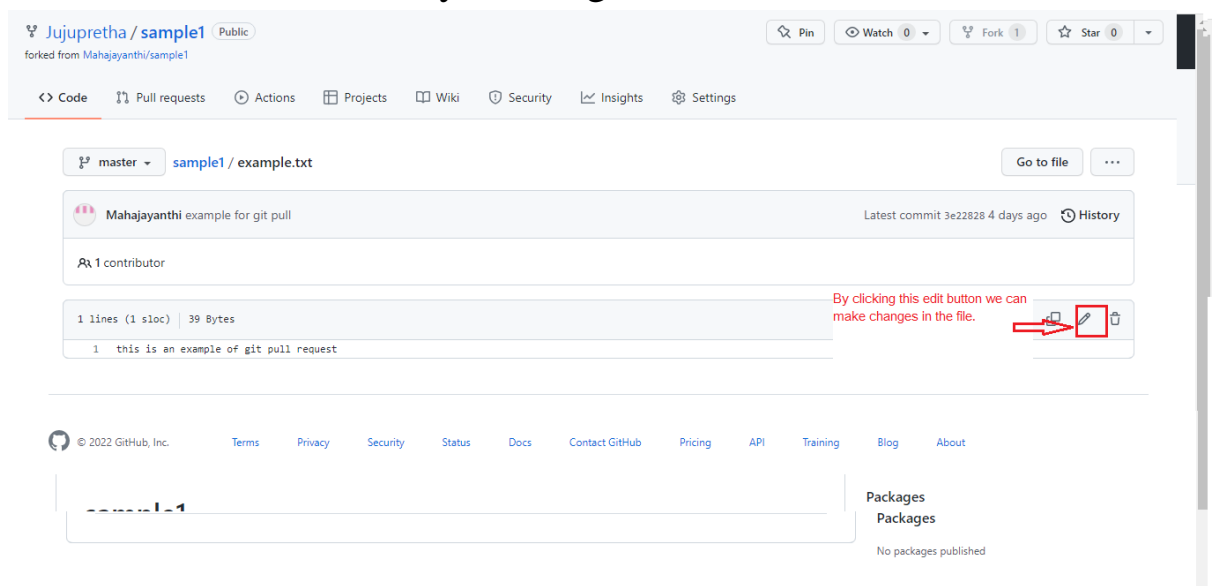 Jujupretha / sample1 Public
Pin
Watch 0
Fork 1
Star 0
forked from Mahajayanthi/sample1
<> Code
Pull requests
Actions
Projects
Wiki
Security
Insights
Settings
master
sample1 / example.txt
Go to file
...
Mahajayanthi example for git pull
Latest commit 3e22828 4 days ago
History
1 contributor
By clicking this edit button we can
make changes in the file.
1 lines (1 sloc) 39 Bytes
1 this is an example of git pull request
© 2022 GitHub, Inc.
Terms
Privacy
Security
Status
Docs
Contact GitHub
Pricing
API
Training
Blog
About
sample1
Packages
Packages
No packages published